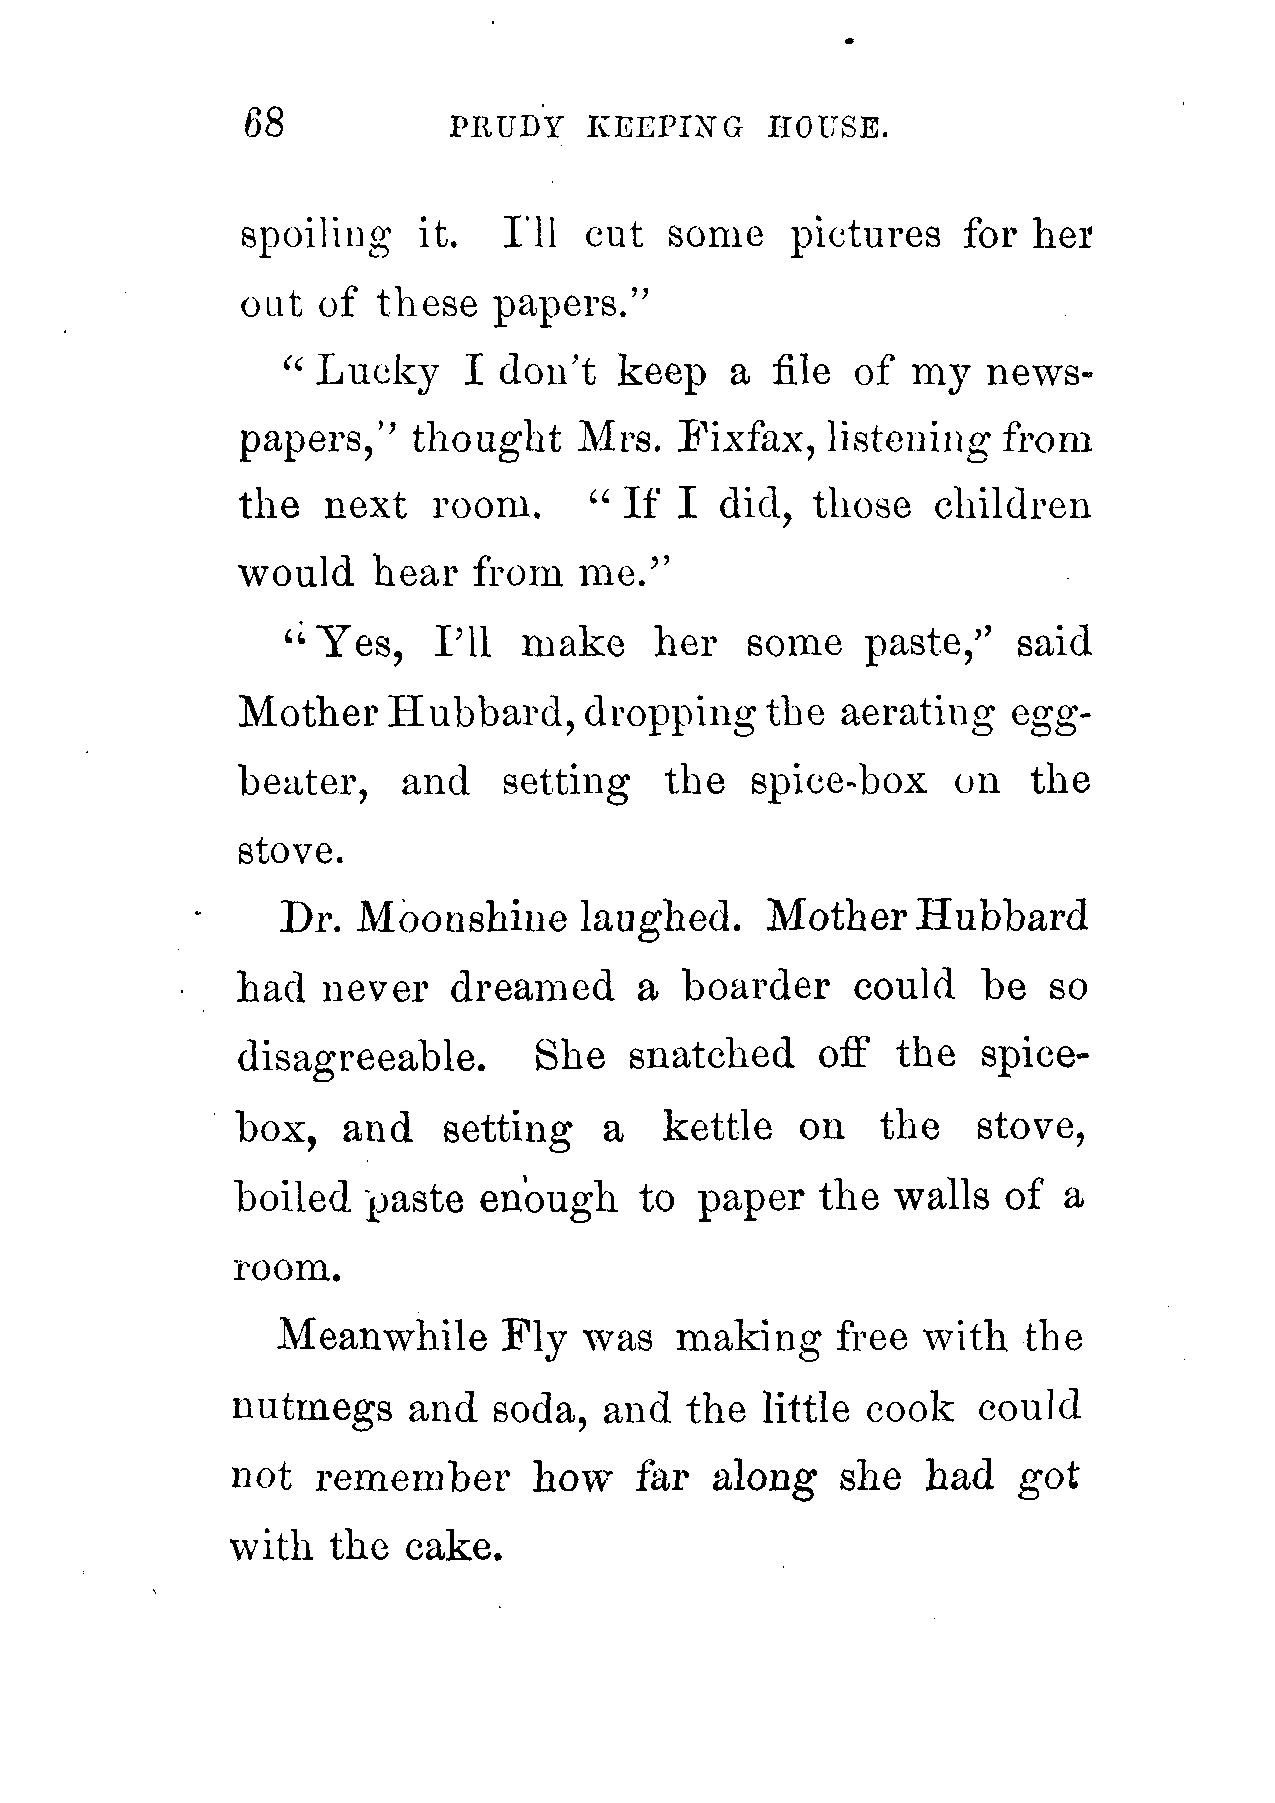 68 PRUDY KEEPING HOUSE.
spoiling it. I'll cut some pictures for her
out of these papers."
" Lucky I don't keep a file of my news-
papers," thought Mrs. Fixfax, listening from
the next room. " If I did, those children
would hear from me."
" Yes, I'll make her some paste," said
Mother Hubbard, dropping the aerating egg-
beater, and setting the spice-box on the
stove.
Dr. Moonshine laughed. Mother Hubbard
had never dreamed a boarder could be so
disagreeable. She snatched off the spice-
box, and setting a kettle on the stove,
boiled paste enough to paper the walls of a
room.
Meanwhile Fly was making free with the
nutmegs and soda, and the little cook could
not remember how far along she had got
with the cake.